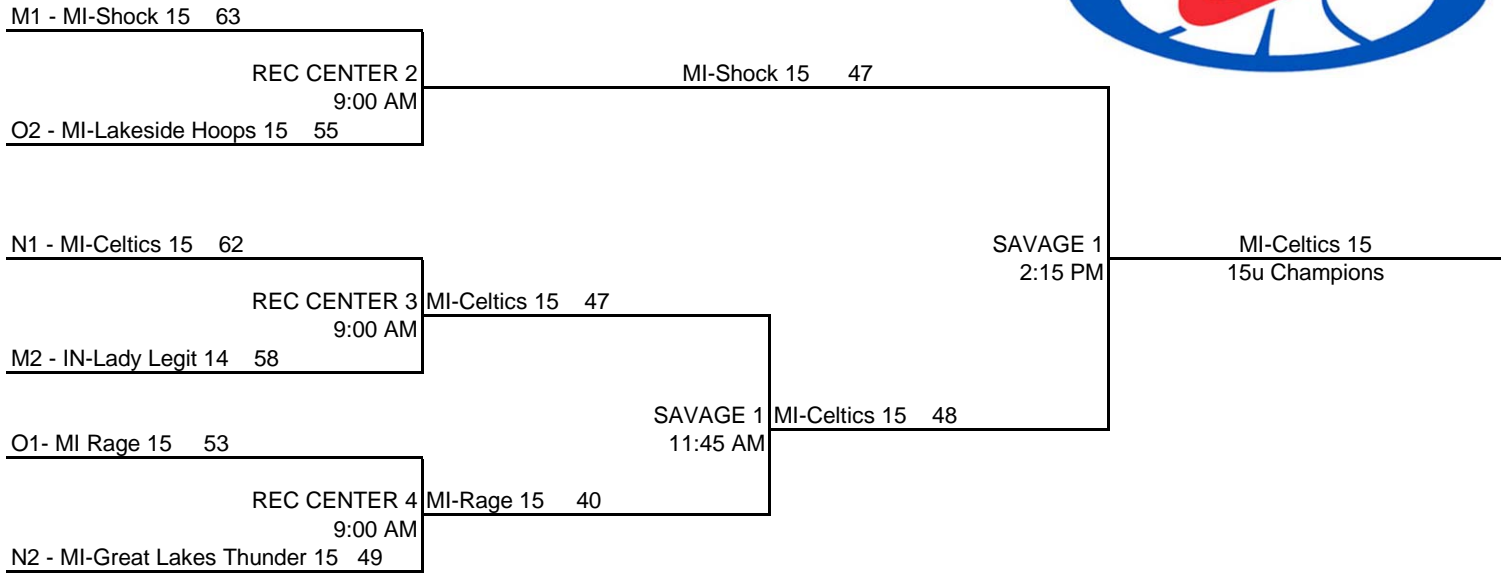 M1 - MI-Shock 15 63
REC CENTER 2
MI-Shock 15 47
9:00 AM
O2 - MI-Lakeside Hoops 15 55
N1 - MI-Celtics 15 62
SAVAGE 1
MI-Celtics 15
2:15 PM
15u Champions
REC CENTER 3
MI-Celtics 15 47
9:00 AM
M2 - IN-Lady Legit 14 58
SAVAGE 1
MI-Celtics 15 48
11:45 AM
O1- MI Rage 15 53
REC CENTER 4
MI-Rage 15 40
9:00 AM
N2 - MI-Great Lakes Thunder 15 49